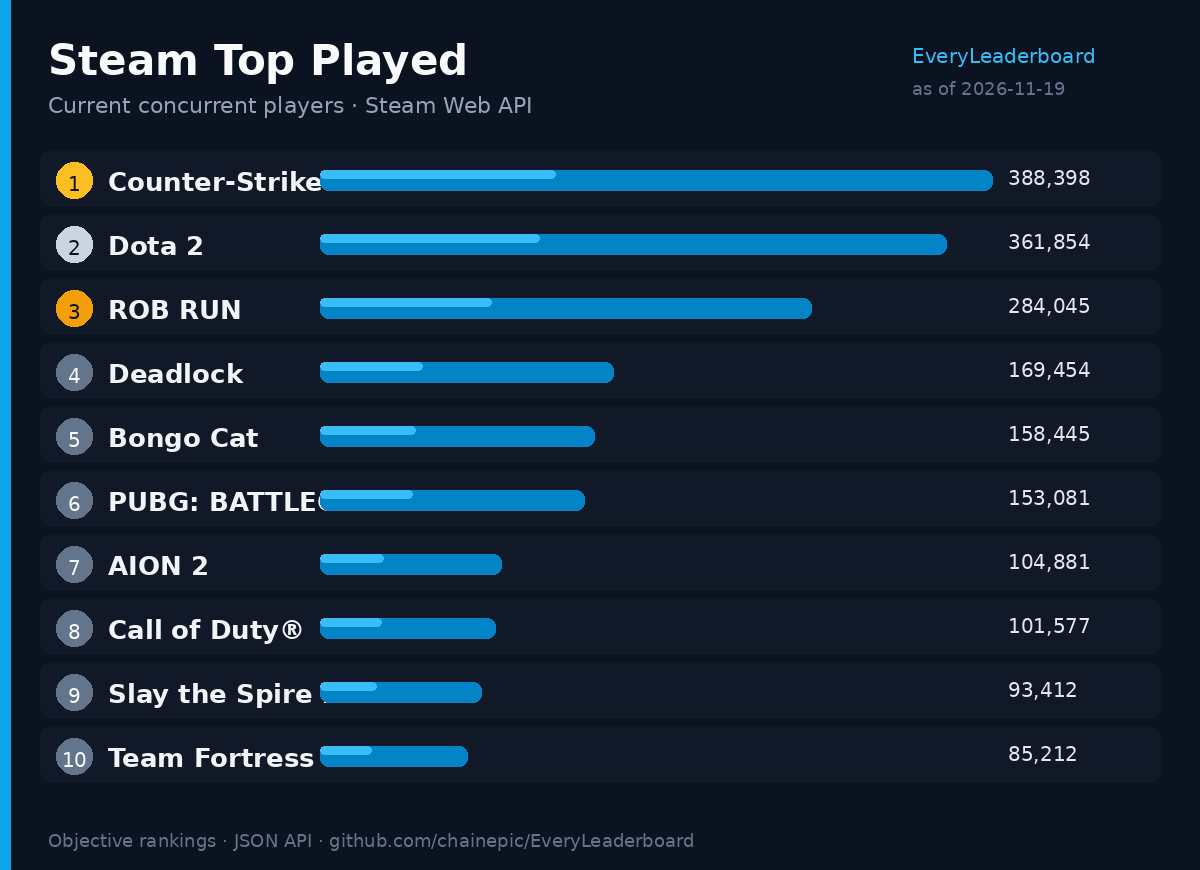 Steam Top Played
EveryLeaderboard
Current concurrent players · Steam Web API
as of 2026-11-19
1 Counter-Strike 388,398
2 Dota 2 361,854
3 ROB RUN 284,045
4 Deadlock 169,454
5 Bongo Cat 158,445
6 PUBG: 153,081
7 AION 2 104,881
8 Call of Duty® 101,577
9 Slay the Spire 93,412
10 Team Fortress 85,212
Objective rankings · JSON API · github.com/chainepic/EveryLeaderboard